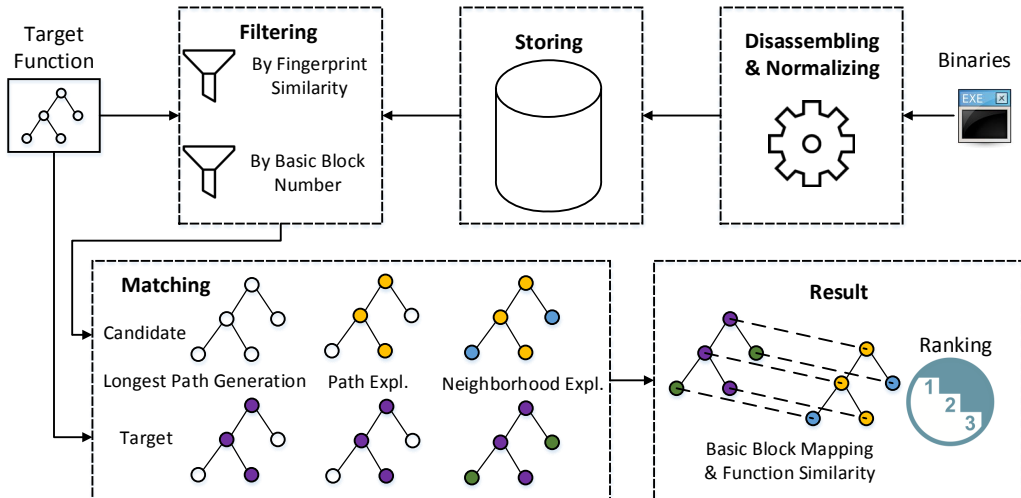 Target
Function
Filtering
By Fingerprint
Similarity
By Basic Block
Number
Storing
Disassembling
& Normalizing
Binaries
EXE
Matching
Candidate
Longest Path Generation
Path Expl.
Neighborhood Expl.
Target
Result
Ranking
1
2
3
Basic Block Mapping
& Function Similarity